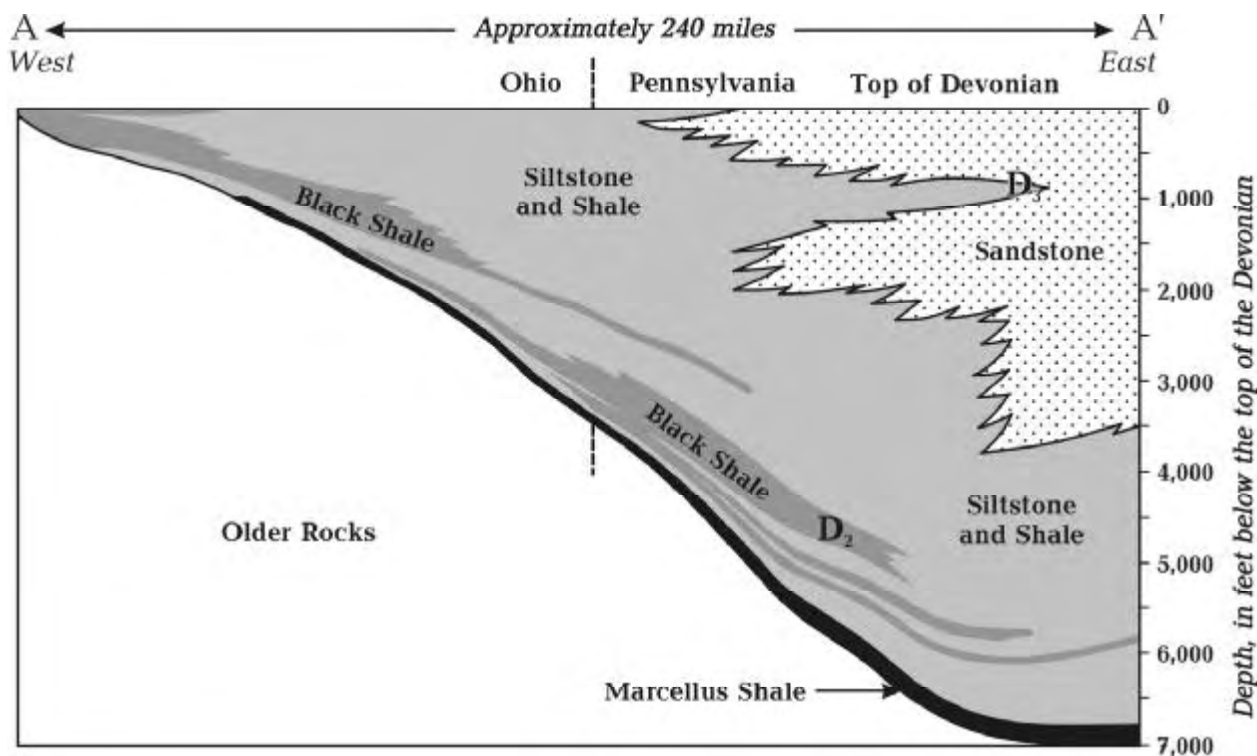 A Approximately 240 miles A'
West East
Ohio Pennsylvania Top of Devonian
0
Siltstone
and Shale
D3
1,000
Black Shale
Sandstone
2,000
3,000
Black Shale
4,000
Older Rocks
Siltstone
and Shale
D2
5,000
6,000
Marcellus Shale
7,000
Depth, in feet below the top of the Devonian